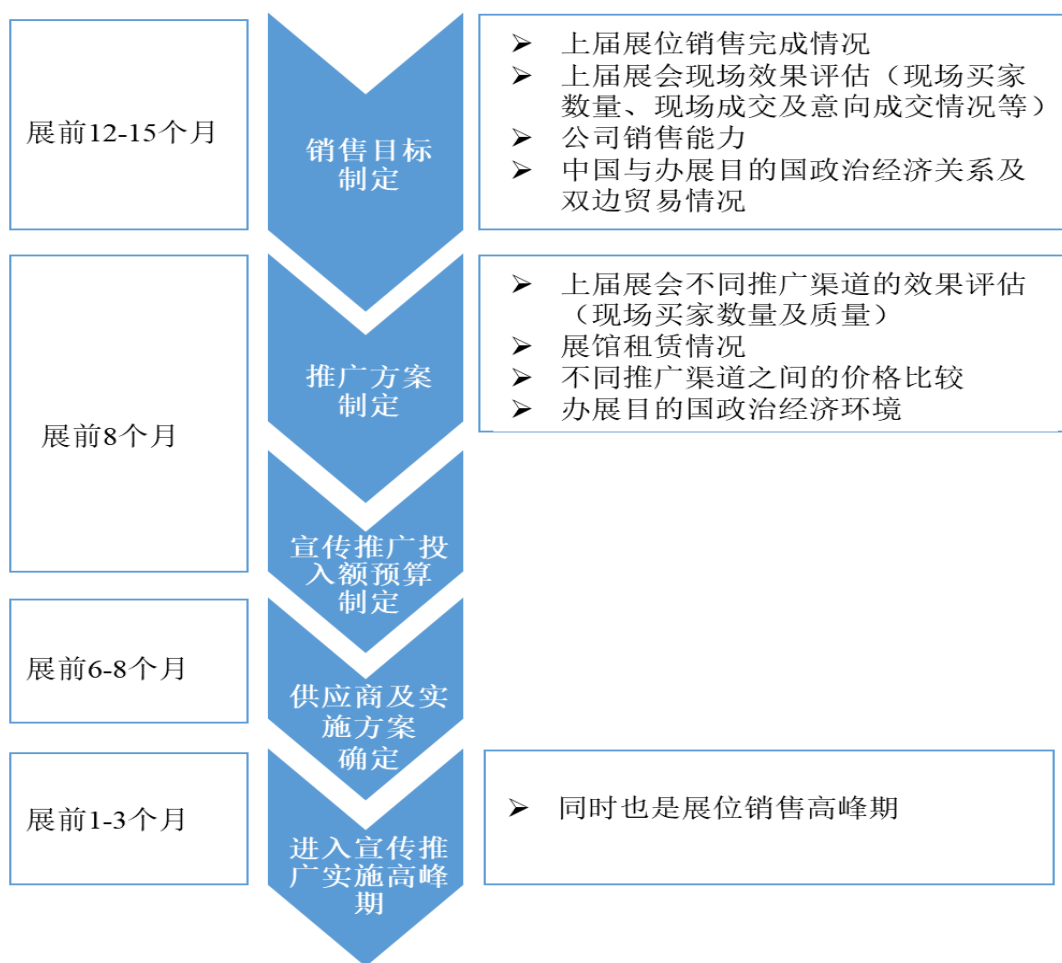 展前12-15个月
销售目标
制定
➢ 上届展位销售完成情况
➢ 上届展会现场效果评估（现场买家
数量、现场成交及意向成交情况等）
➢ 公司销售能力
➢ 中国与办展目的国政治经济关系及
双边贸易情况
展前8个月
推广方案
制定
➢ 上届展会不同推广渠道的效果评估
（现场买家数量及质量）
➢ 展馆租赁情况
➢ 不同推广渠道之间的价格比较
➢ 办展目的国政治经济环境
宣传推广投
入额预算
制定
展前6-8个月
供应商及实
施方案
确定
展前1-3个月
进入宣传推
广实施高峰
期
➢ 同时也是展位销售高峰期